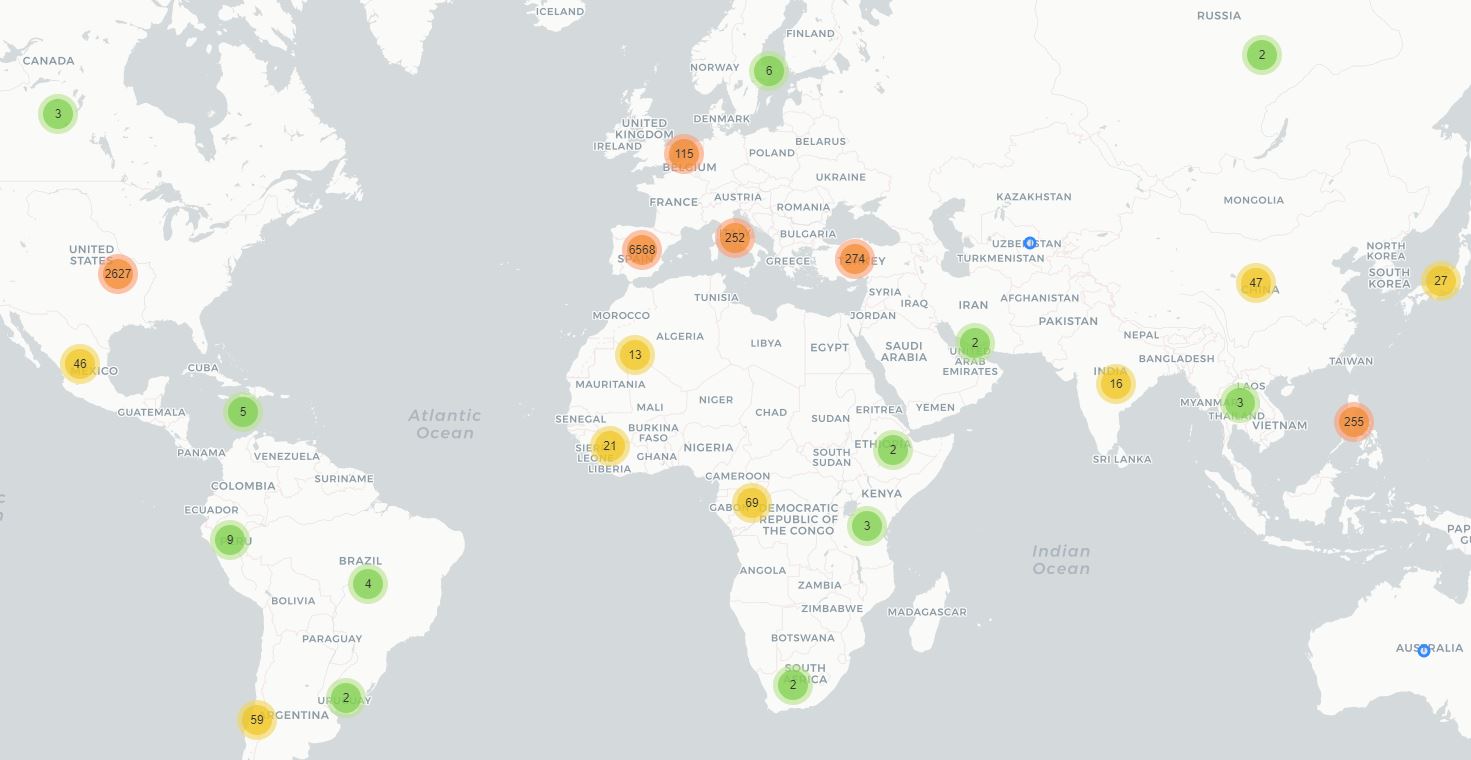 ICELAND
RUSSIA
FINLAND
2
CANADA
NORWAY
6
3
DENMARK
UNITED
KINGDOM
IRELAND
BELARUS
115
POLAND
BELGIUM
UKRAINE
AUSTRIA
KAZAKHSTAN
MONGOLIA
FRANCE
ROMANIA
252
BULGARIA
UZBEKISTAN
NORTH
KOREA
UNITED
STATES
6568
SPAIN
TURKEY
274
GREECE
TURKMENISTAN
SOUTH
KOREA
27
2627
47
CHINA
TUNISIA
SYRIA
IRAQ
IRAN
AFGHANISTAN
MOROCCO
JORDAN
PAKISTAN
ALGERIA
LIBYA
EGYPT
SAUDI
ARABIA
2
UNITED
ARAB
EMIRATES
NEPAL
BANGLADESH
TAIWAN
46
MEXICO
CUBA
13
MAURITANIA
INDIA
16
LAOS
MYANMAR
3
THAILAND
VIETNAM
255
5
GUATEMALA
Atlantic
Ocean
SENEGAL
MALI
NIGER
CHAD
SUDAN
ERITREA
YEMEN
BURKINA
FASO
21
SIERRA
LEONE
LIBERIA
GHANA
NIGERIA
SOUTH
SUDAN
ETHIOPIA
2
SRI LANKA
PANAMA
VENEZUELA
CAMEROON
COLOMBIA
SURINAME
KENYA
ECUADOR
GABON
69
DEMOCRATIC
REPUBLIC OF
THE CONGO
3
9
PERU
BRAZIL
4
Indian
Ocean
ANGOLA
ZAMBIA
BOLIVIA
ZIMBABWE
MADAGASCAR
PARAGUAY
BOTSWANA
AUSTRALIA
SOUTH
AFRICA
2
2
URUGUAY
59
ARGENTINA
PAP
GU